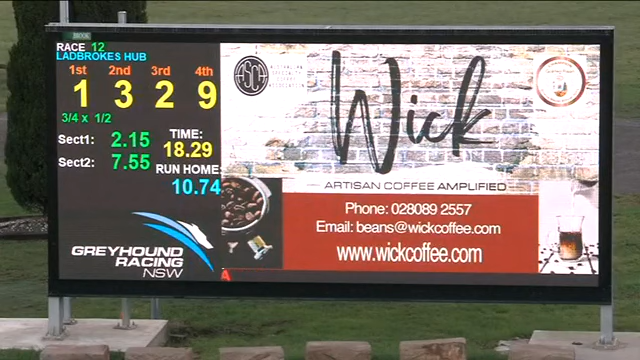 RACE 12
LADBROKES HUB
1st 2nd 3rd 4th
1 3 2 9
3/4 x 1/2
Sect1: 2.15
Sect2: 7.55
TIME:
18.29
RUN HOME:
10.74
GREYHOUND
RACING
NSW
ASCA
Wick
ARTISAN COFFEE AMPLIFIED
Phone: 028089 2557
Email: beans@wickcoffee.com
www.wickcoffee.com
A